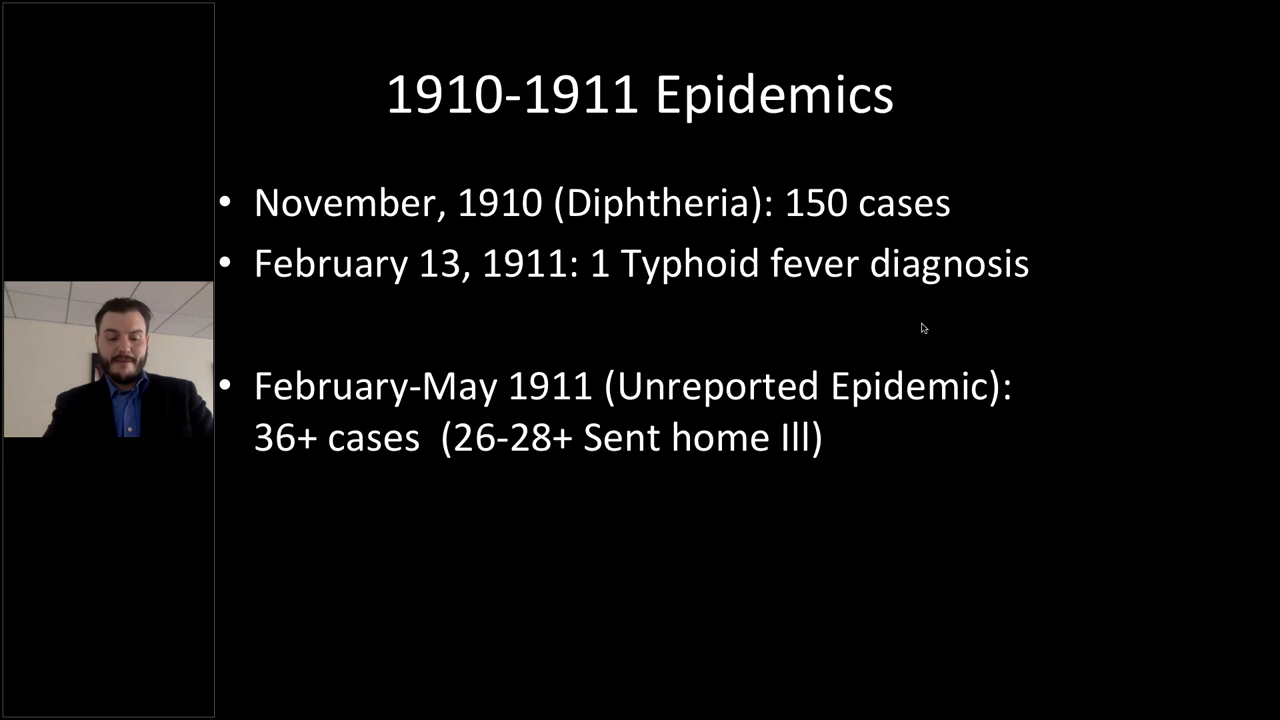 1910-1911 Epidemics
• November, 1910 (Diphtheria): 150 cases
• February 13, 1911: 1 Typhoid fever diagnosis
• February-May 1911 (Unreported Epidemic):
36+ cases  (26-28+ Sent home Ill)